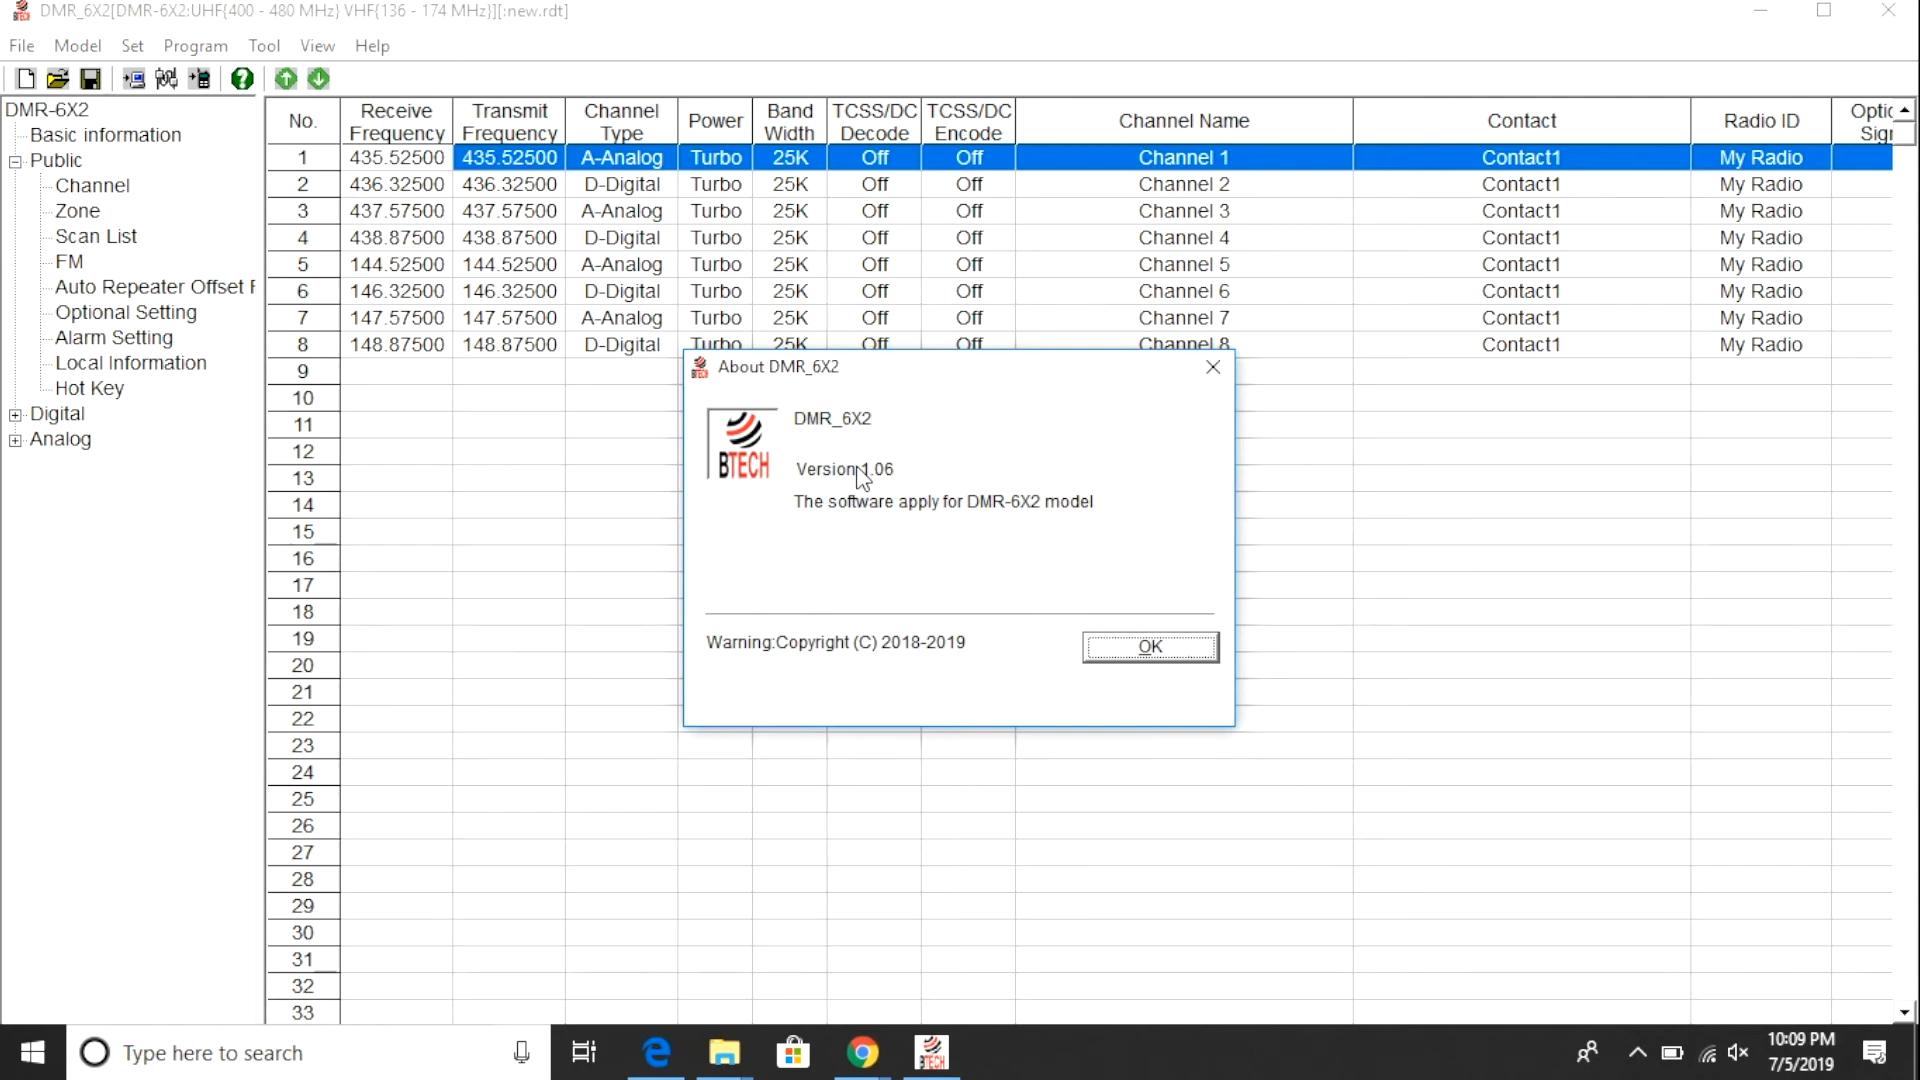 DMR_6X2[DMR-6X2:UHF{400 - 480 MHz} VHF{136 - 174 MHz}][:new.rdt]
File Model Set Program Tool View Help
DMR-6X2
Basic information
Public
Channel
Zone
Scan List
FM
Auto Repeater Offset F
Optional Setting
Alarm Setting
Local Information
Hot Key
Digital
Analog
No. Receive Frequency Transmit Frequency Channel Type Power Band Width TCSS/DC Decode TCSS/DC Encode Channel Name Contact Radio ID Optic Sigr
1 435.52500 435.52500 A-Analog Turbo 25K Off Off Channel 1 Contact1 My Radio
2 436.32500 436.32500 D-Digital Turbo 25K Off Off Channel 2 Contact1 My Radio
3 437.57500 437.57500 A-Analog Turbo 25K Off Off Channel 3 Contact1 My Radio
4 438.87500 438.87500 D-Digital Turbo 25K Off Off Channel 4 Contact1 My Radio
5 144.52500 144.52500 A-Analog Turbo 25K Off Off Channel 5 Contact1 My Radio
6 146.32500 146.32500 D-Digital Turbo 25K Off Off Channel 6 Contact1 My Radio
7 147.57500 147.57500 A-Analog Turbo 25K Off Off Channel 7 Contact1 My Radio
8 148.87500 148.87500 D-Digital Turbo 25K Off Off Channel 8 Contact1 My Radio
9
10
11
12
13
14
15
16
17
18
19
20
21
22
23
24
25
26
27
28
29
30
31
32
33
About DMR_6X2
BTECH
DMR_6X2
Version 1.06
The software apply for DMR-6X2 model
Warning:Copyright (C) 2018-2019
OK
Type here to search
BTECH
10:09 PM
7/5/2019